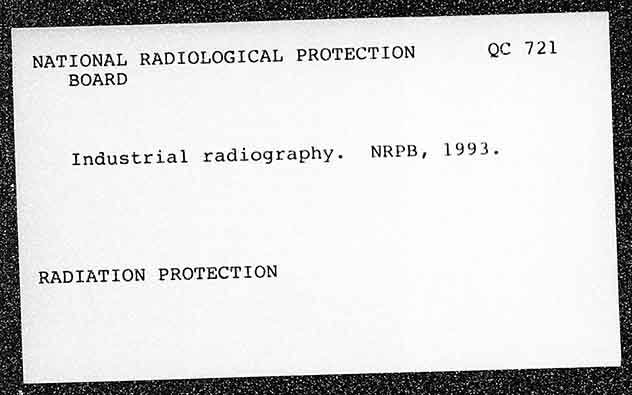 NATIONAL RADIOLOGICAL PROTECTION QC 721
BOARD
Industrial radiography. NRPB, 1993.
RADIATION PROTECTION